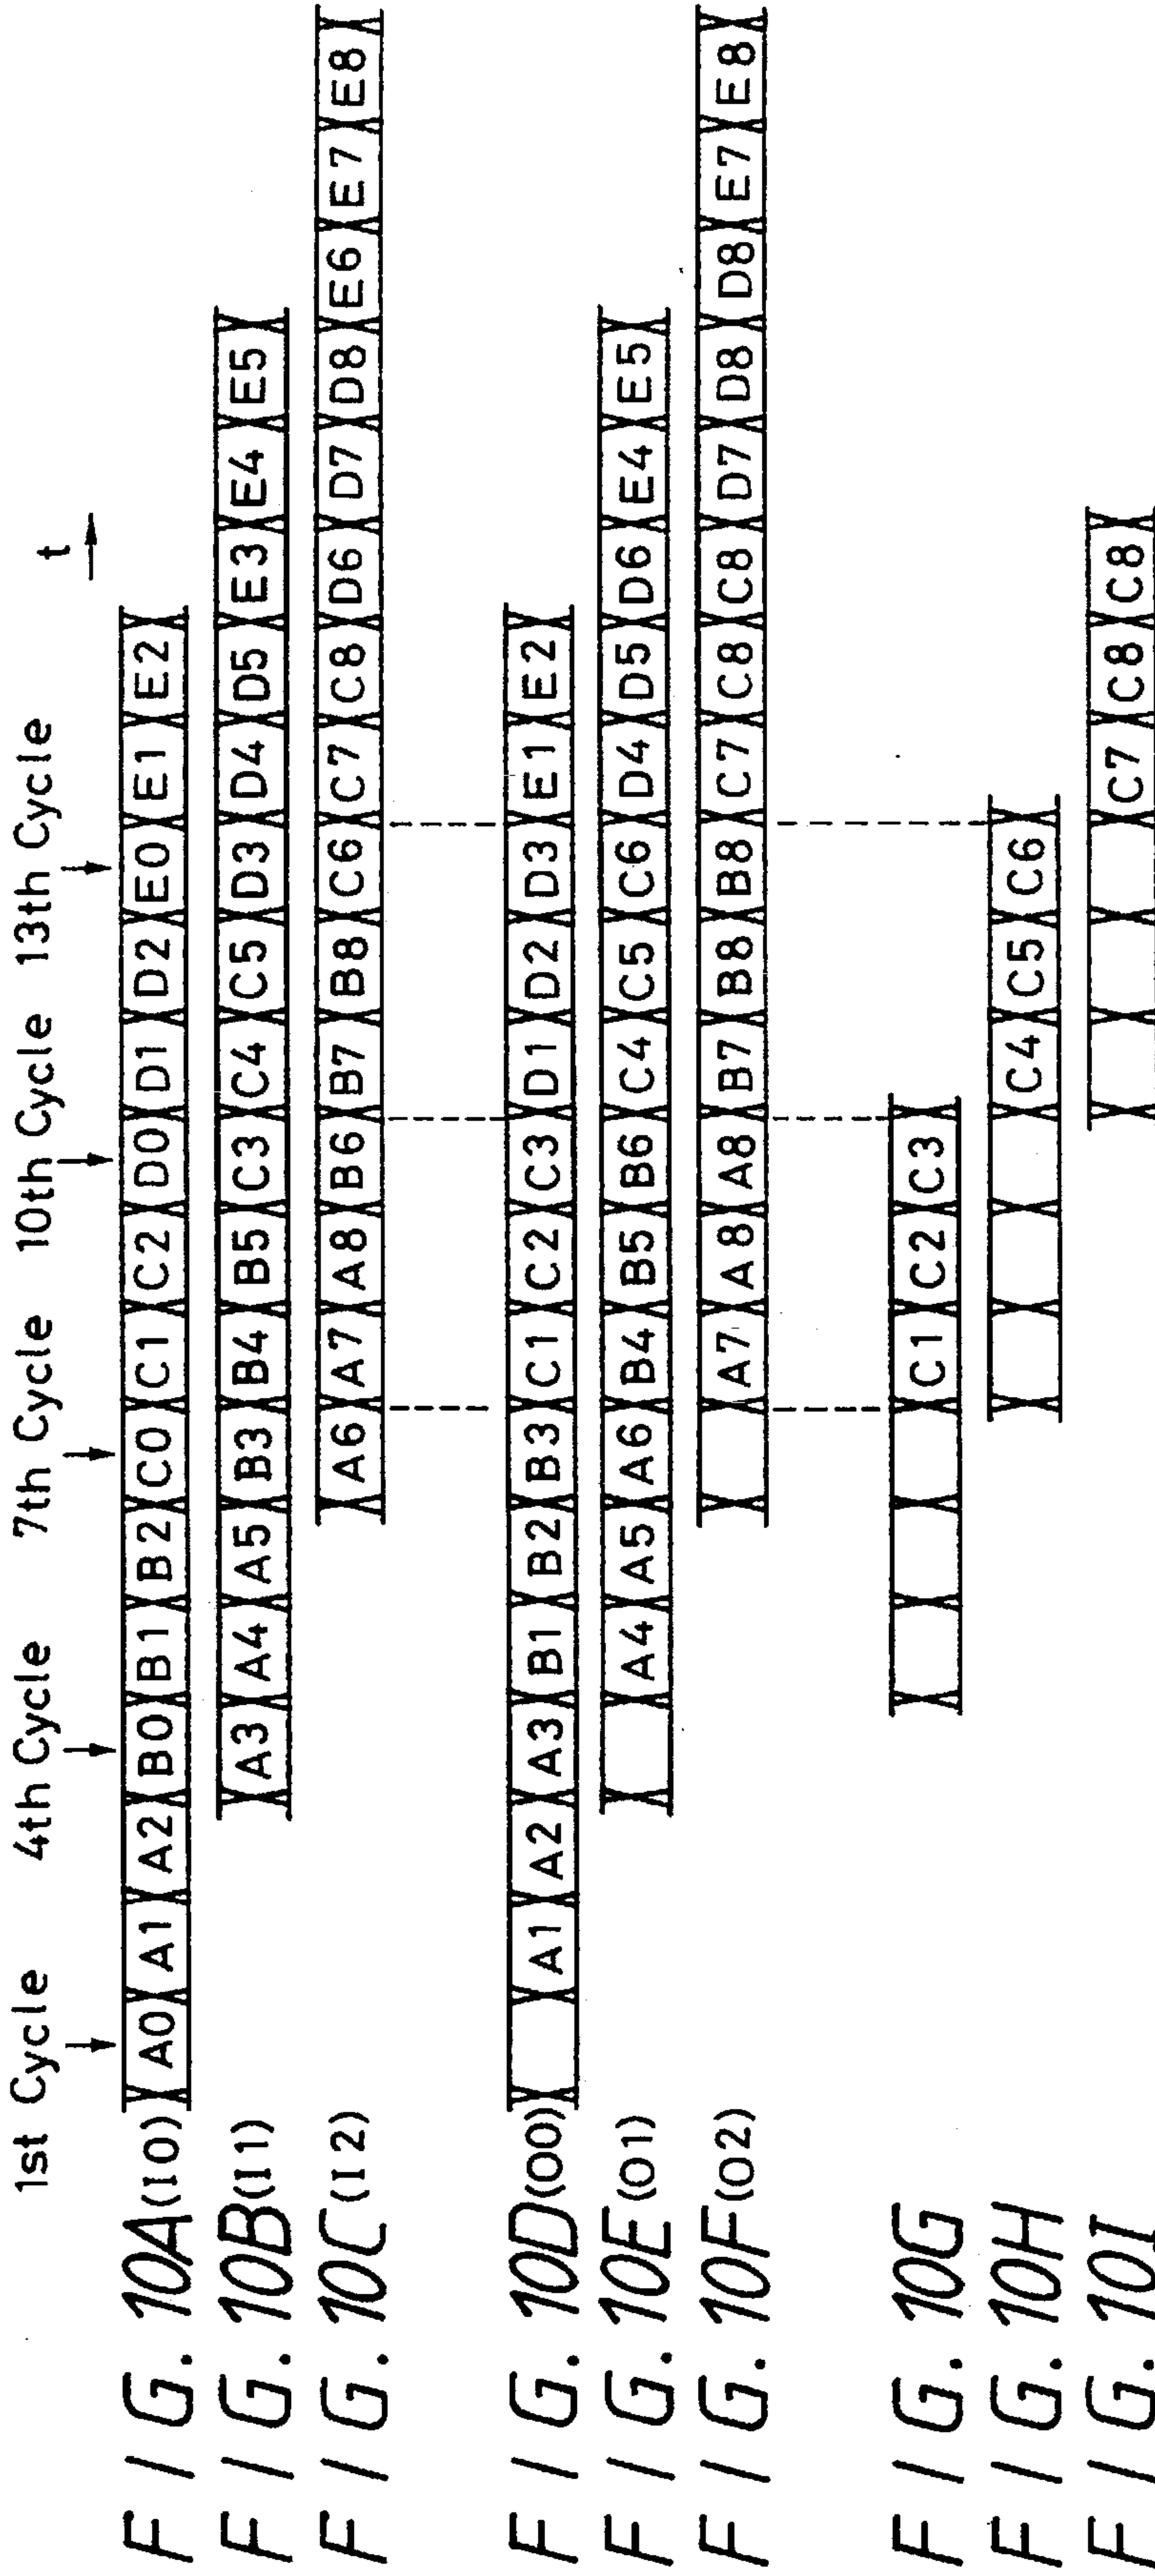 1st Cycle 4th Cycle 7th Cycle 10th Cycle 13th Cycle t
FIG. 10A (I0) A0 A1 A2 B0 B1 B2 C0 C1 C2 D0 D1 D2 E0 E1 E2
FIG. 10B (I1) A3 A4 A5 B3 B4 B5 C3 C4 C5 D3 D4 D5 E3 E4 E5
FIG. 10C (I2) A6 A7 A8 B6 B7 B8 C6 C7 C8 D6 D7 D8 E6 E7 E8
FIG. 10D (O0) A1 A2 A3 B1 B2 B3 C1 C2 C3 D1 D2 D3 E1 E2
FIG. 10E (O1) A4 A5 A6 B4 B5 B6 C4 C5 C6 D4 D5 D6 E4 E5
FIG. 10F (O2) A7 A8 A8 B7 B8 B8 C7 C8 C8 D7 D8 D8 E7 E8
FIG. 10G C1 C2 C3
FIG. 10H C4 C5 C6
FIG. 10I C7 C8 C8